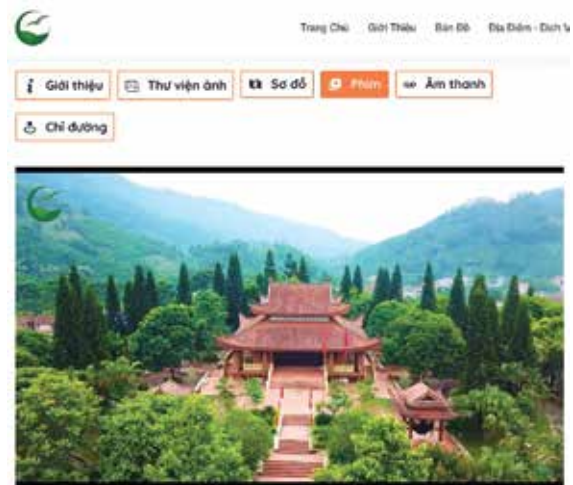 Trang Chủ Giới Thiệu Bản Đồ Địa Điểm - Dịch
Giới thiệu Thư viện ảnh Sơ đồ Phim Âm thanh
Chỉ đường